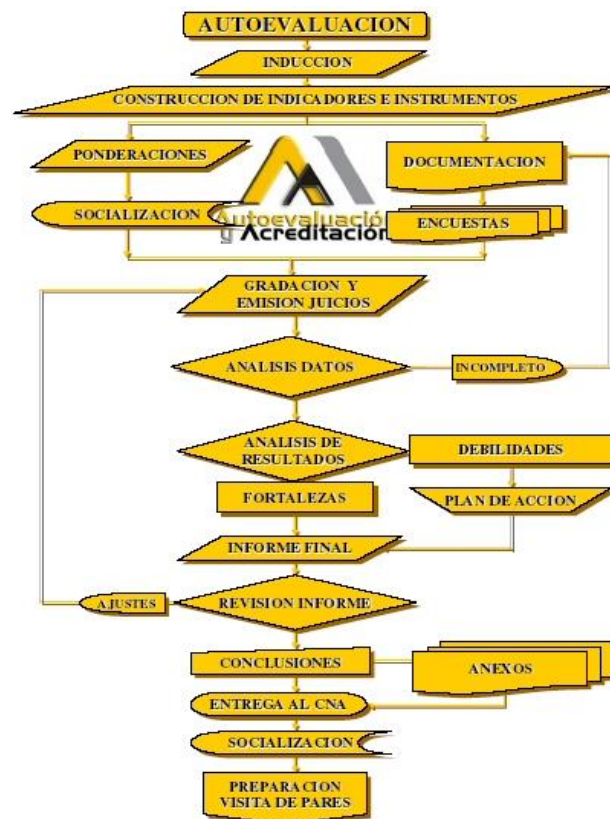 AUTOEVALUACION
INDUCCION
CONSTRUCCION DE INDICADORES E INSTRUMENTOS
PONDERACIONES
DOCUMENTACION
SOCIALIZACION
Autoevaluación
y Acreditación
ENCUESTAS
GRADACION Y
EMISION JUICIOS
ANALISIS DATOS
INCOMPLETO
ANALISIS DE
RESULTADOS
DEBILIDADES
FORTALEZAS
PLAN DE ACCION
INFORME FINAL
AJUSTES
REVISION INFORME
CONCLUSIONES
ANEXOS
ENTREGA AL CNA
SOCIALIZACION
PREPARACION
VISITA DE PARES